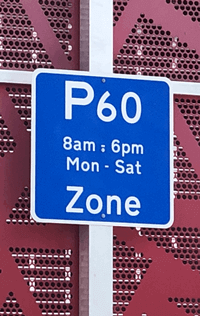 P60
8am : 6pm
Mon - Sat
Zone